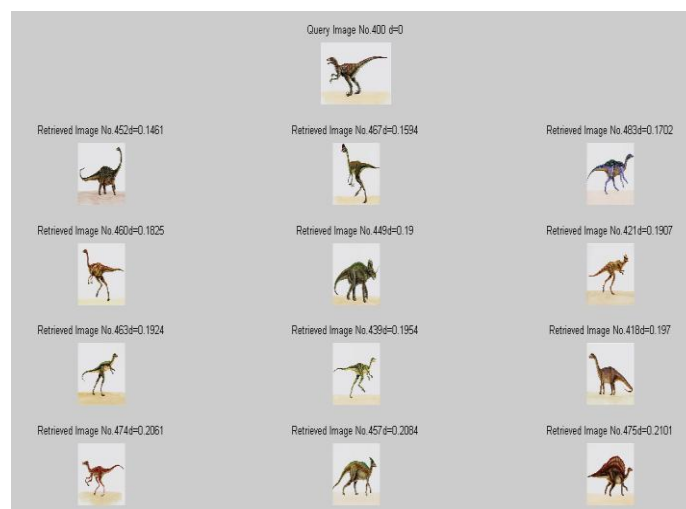 Query Image No.400 d=0
Retrieved Image No.452d=0.1461
Retrieved Image No.467d=0.1594
Retrieved Image No.483d=0.1702
Retrieved Image No.460d=0.1825
Retrieved Image No.449d=0.19
Retrieved Image No.421d=0.1907
Retrieved Image No.463d=0.1924
Retrieved Image No.439d=0.1954
Retrieved Image No.418d=0.197
Retrieved Image No.474d=0.2061
Retrieved Image No.457d=0.2084
Retrieved Image No.475d=0.2101